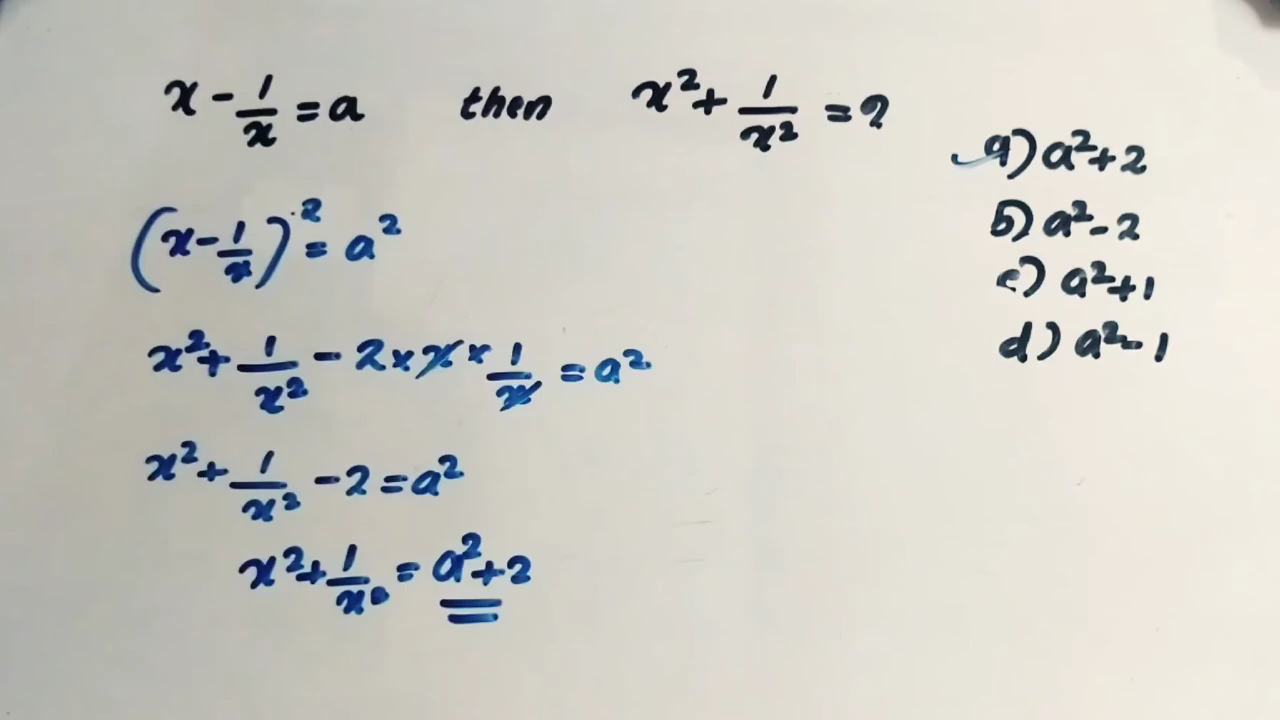 x - 1/x = a then x² + 1/x² = ?
a) a² + 2
b) a² - 2
c) a² + 1
d) a² - 1
(x - 1/x)² = a²
x² + 1/x² - 2 × x × 1/x = a²
x² + 1/x² - 2 = a²
x² + 1/x² = a² + 2